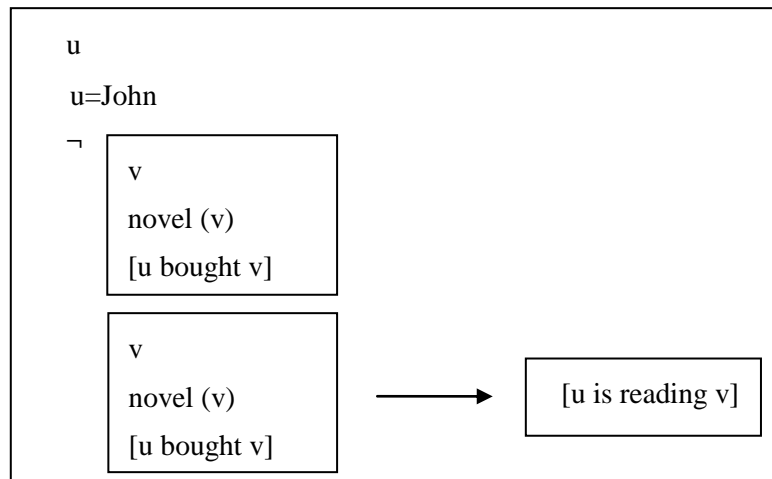 u
u=John
¬
v
novel (v)
[u bought v]
v
novel (v)
[u bought v]
[u is reading v]